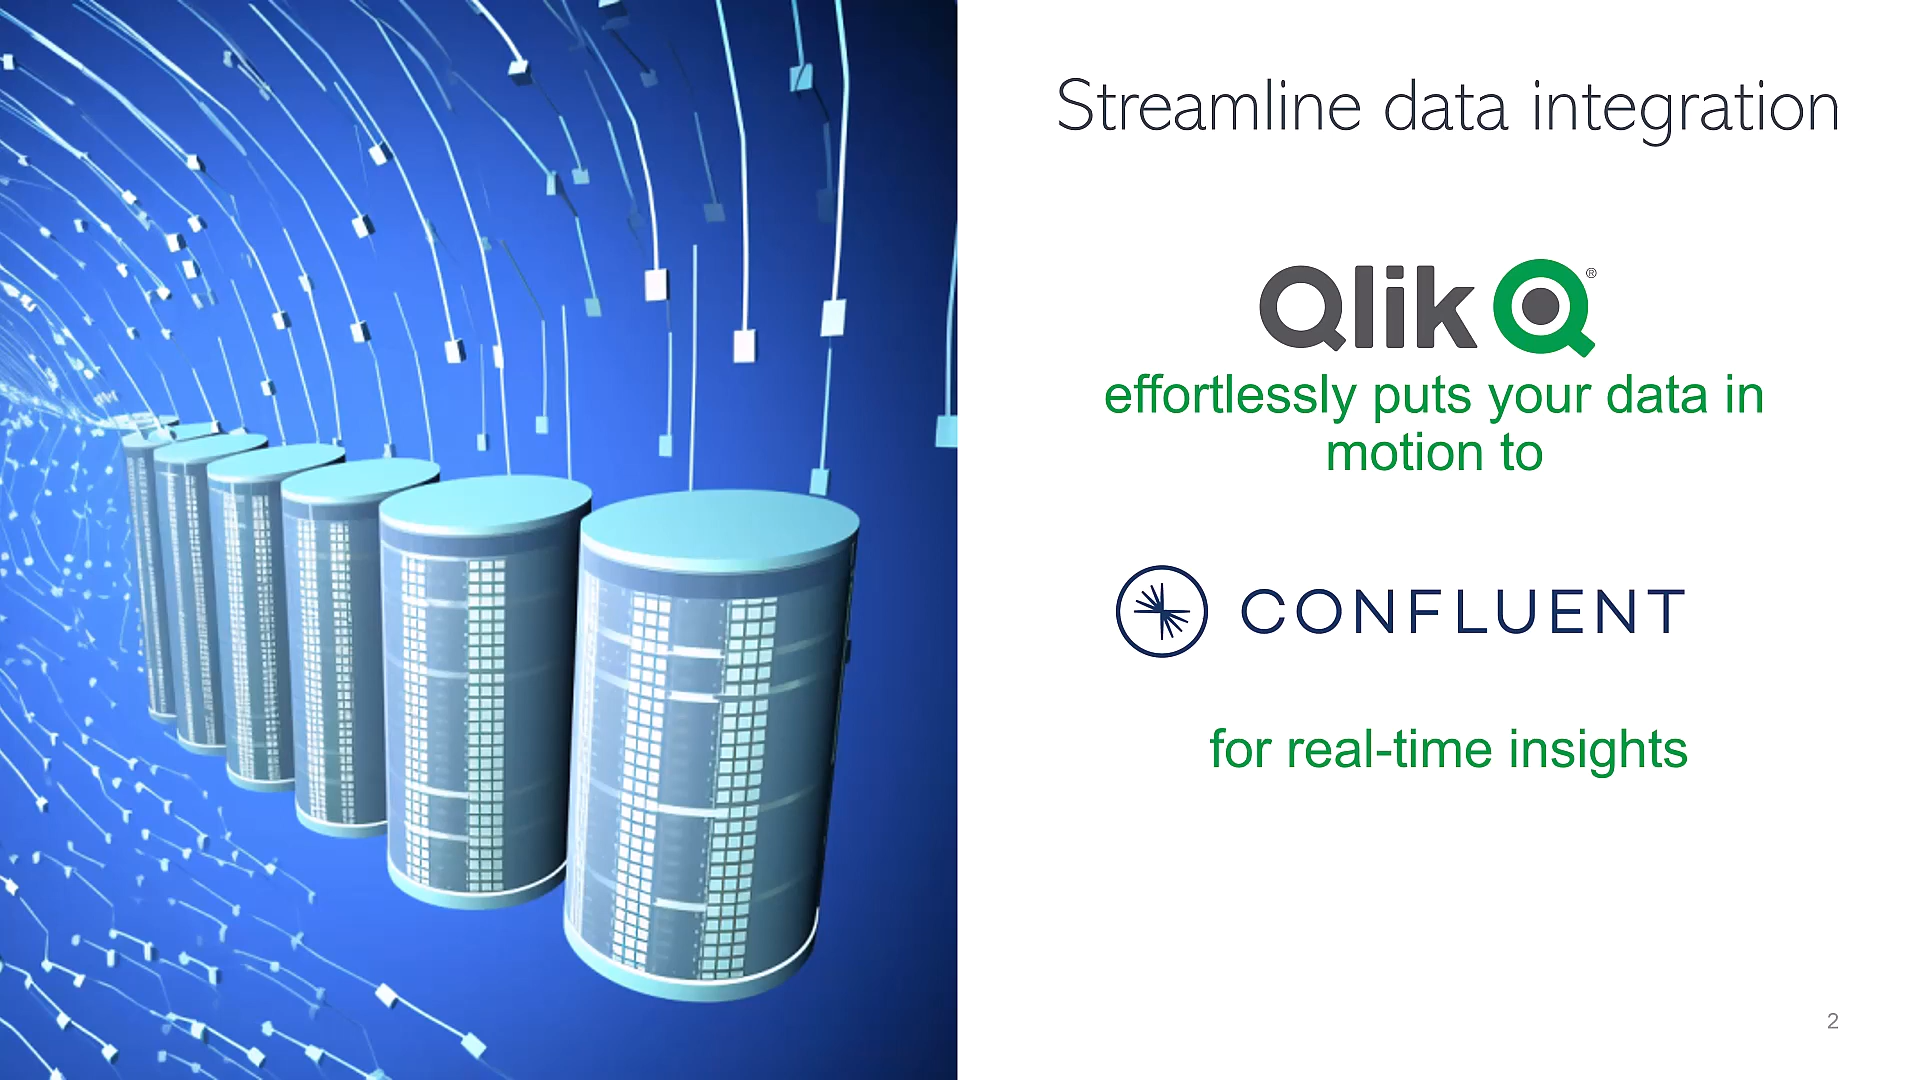 Streamline data integration
Qlik Q®
effortlessly puts your data in
motion to
CONFLUENT
for real-time insights
2